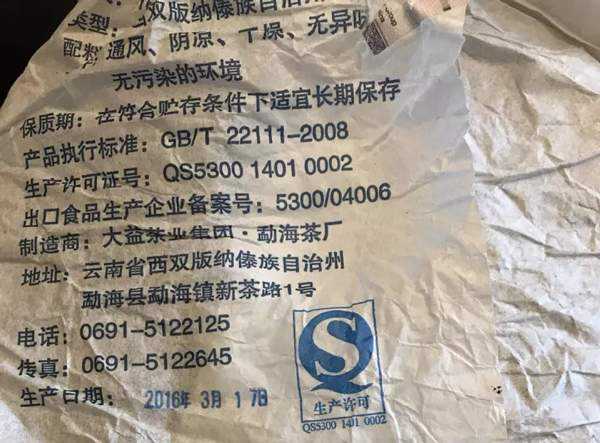 类型:
双版纳傣族自治州
配料 通风、阴凉、干燥、无异味
无污染的环境
保质期：在符合贮存条件下适宜长期保存
产品执行标准：GB/T 22111-2008
生产许可证号：QS5300 1401 0002
出口食品生产企业备案号：5300/04006
制造商：大益茶业集团·勐海茶厂
地址：云南省西双版纳傣族自治州
勐海县勐海镇新茶路1号
电话：0691-5122125
传真：0691-5122645
生产日期：2016年 3月 17日
QS
生产许可
QS5300 1401 0002